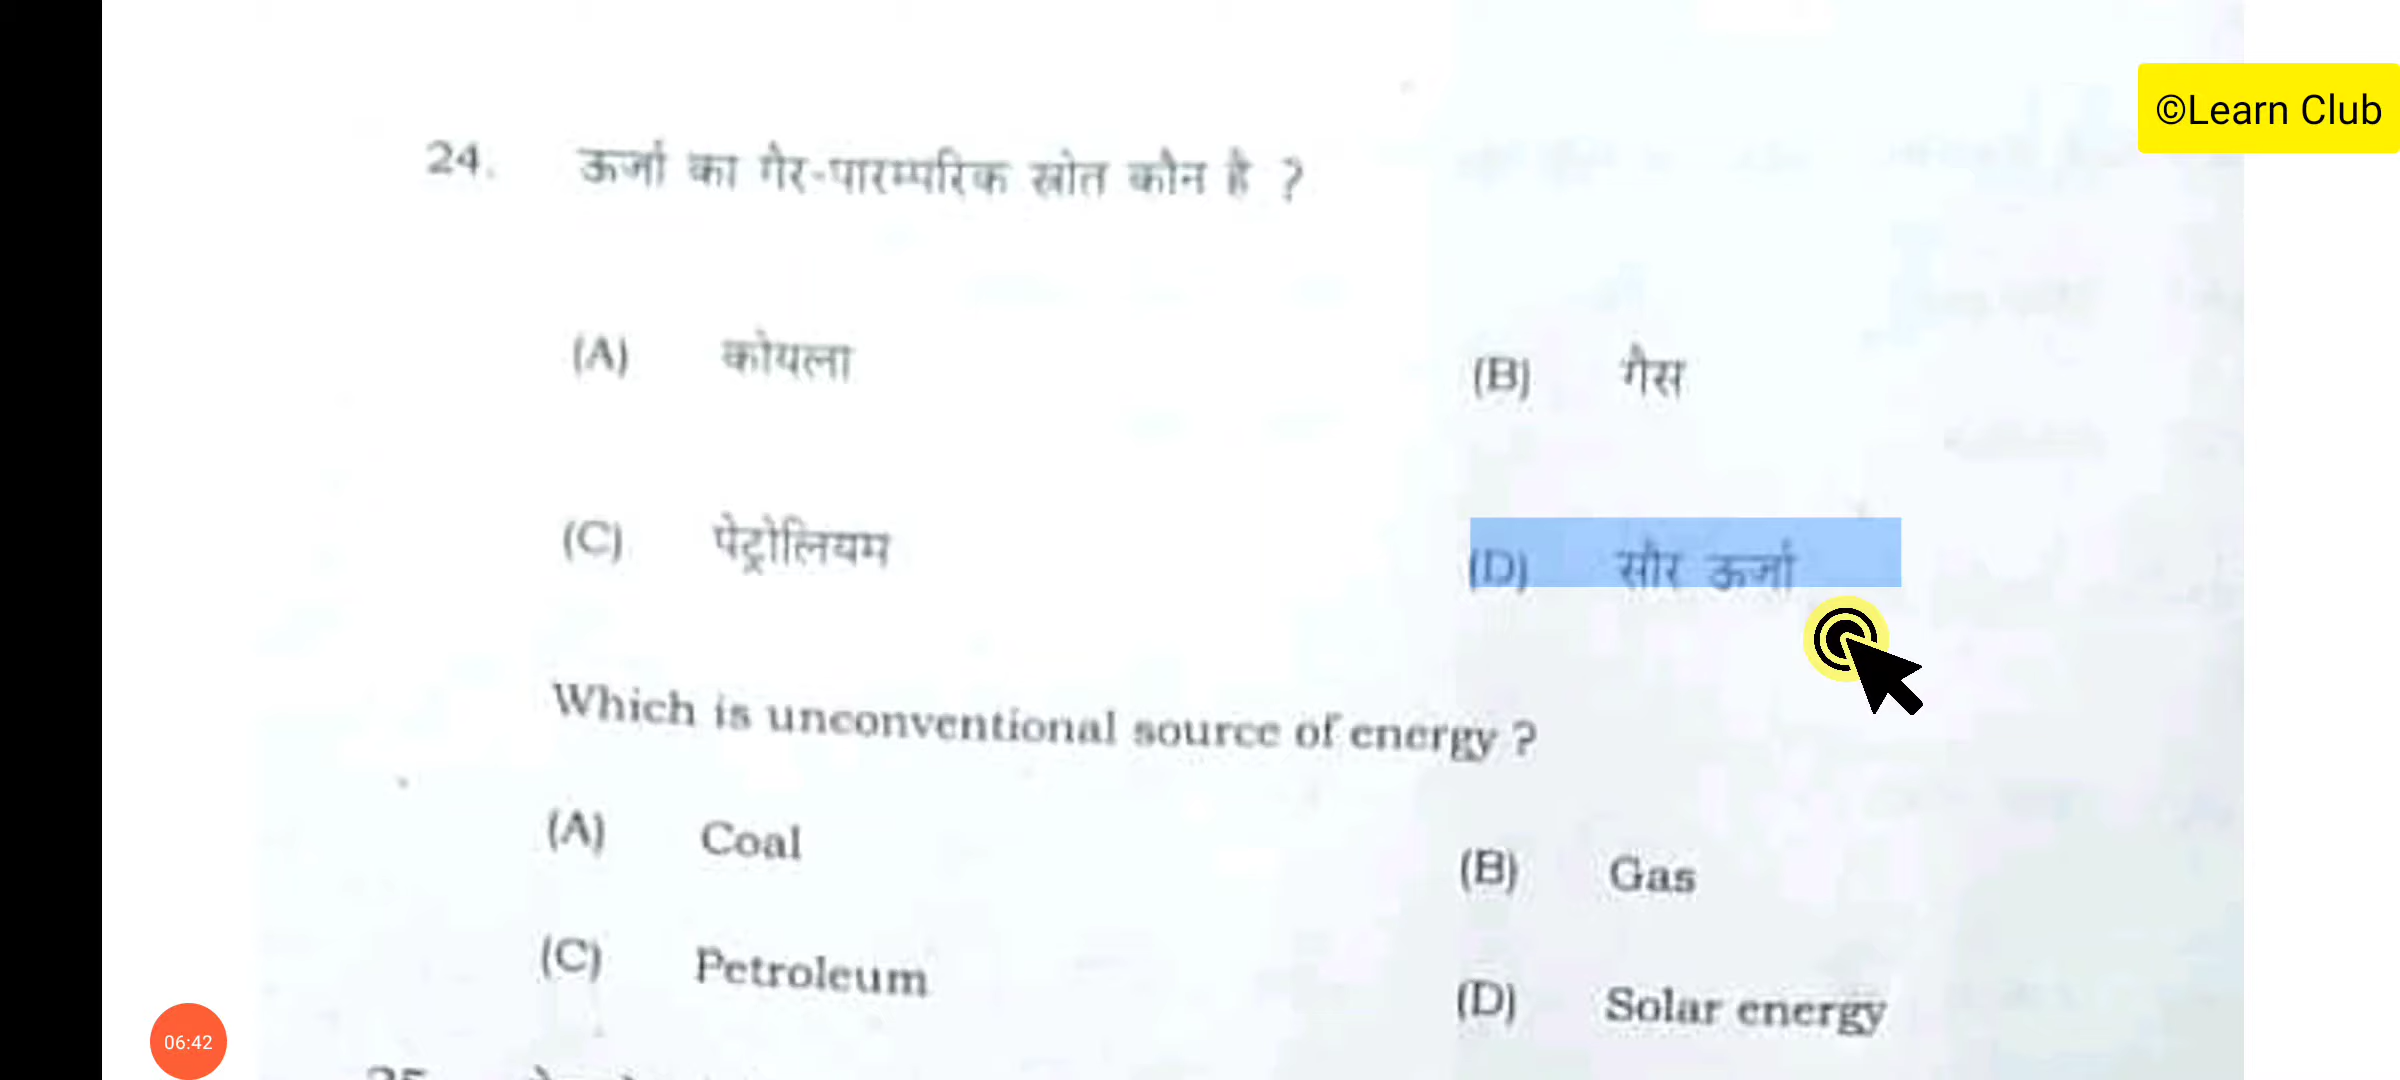 ©Learn Club
24. ऊर्जा का गैर-पारम्परिक स्रोत कौन है ?
(A) कोयला (B) गैस
(C) पेट्रोलियम (D) सौर ऊर्जा
Which is unconventional source of energy ?
(A) Coal (B) Gas
(C) Petroleum (D) Solar energy
06:42